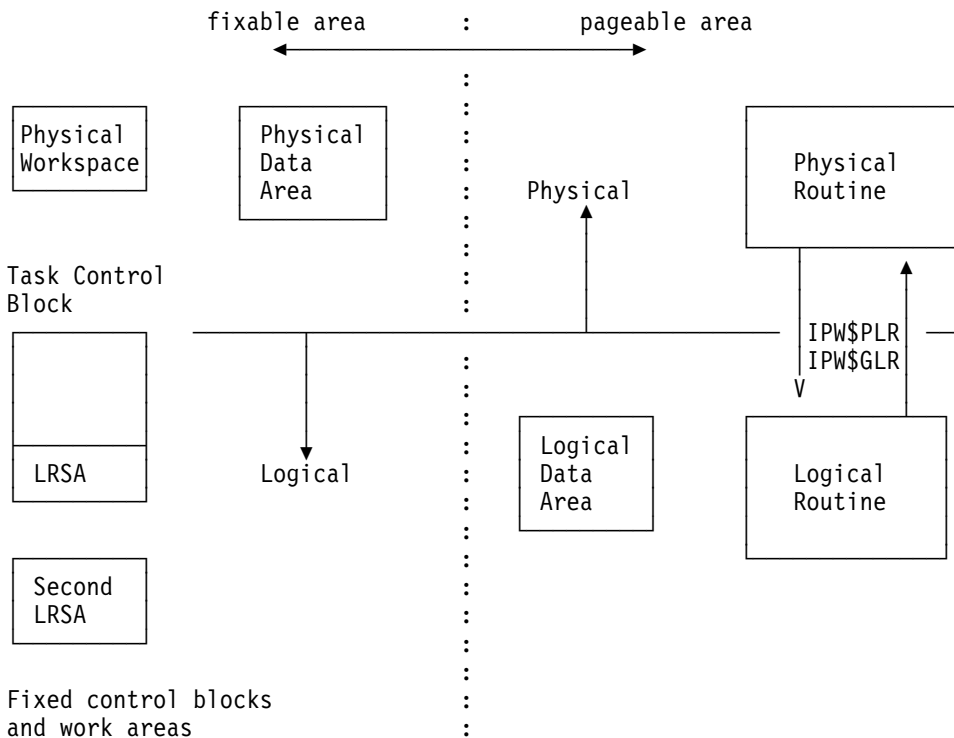 fixable area : pageable area
Physical
Workspace
Physical
Data
Area
Physical
Physical
Routine
Task Control
Block
IPW$PLR
IPW$GLR
V
LRSA
Logical
Logical
Data
Area
Logical
Routine
Second
LRSA
Fixed control blocks
and work areas